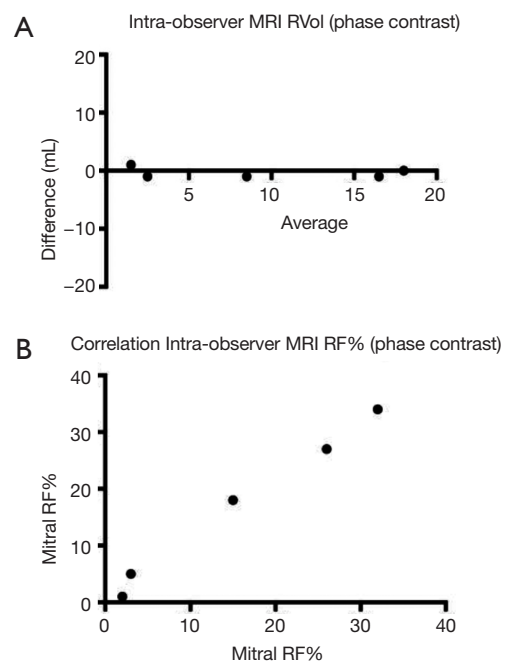 A
Intra-observer MRI RVol (phase contrast)
20
10
0
−10
−20
Difference (mL)
5 10 15 20
Average
B
Correlation Intra-observer MRI RF% (phase contrast)
40
30
20
10
0
Mitral RF%
0 10 20 30 40
Mitral RF%